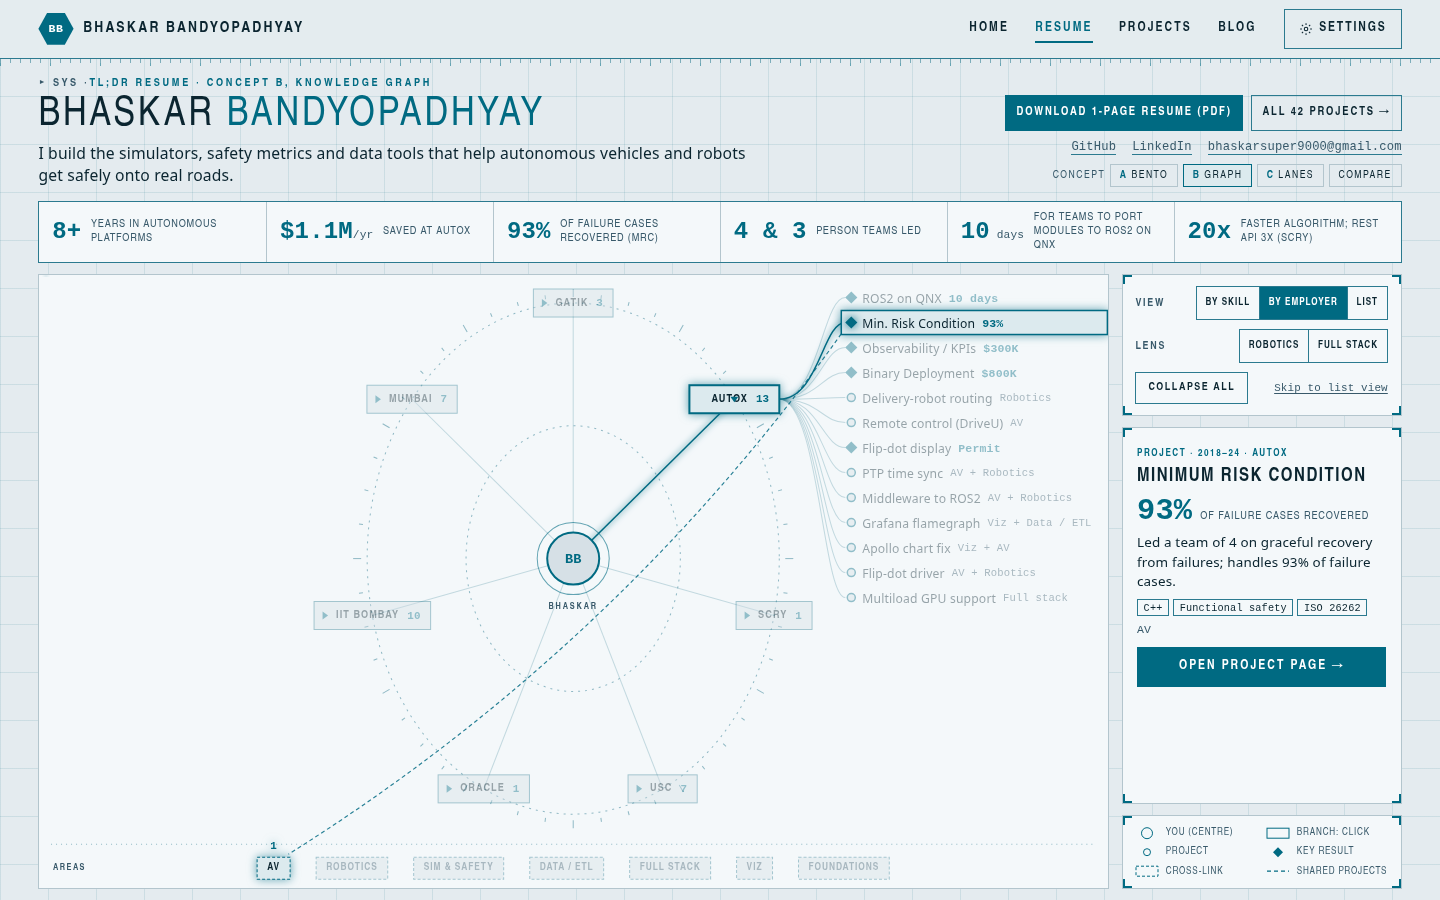 BB BHASKAR BANDYOPADHYAY
HOME RESUME PROJECTS BLOG SETTINGS
SYS ·TL;DR RESUME · CONCEPT B, KNOWLEDGE GRAPH
BHASKAR BANDYOPADHYAY
I build the simulators, safety metrics and data tools that help autonomous vehicles and robots
get safely onto real roads.
DOWNLOAD 1-PAGE RESUME (PDF) ALL 42 PROJECTS →
GitHub LinkedIn bhaskarsuper9000@gmail.com
CONCEPT A BENTO B GRAPH C LANES COMPARE
8+ YEARS IN AUTONOMOUS
PLATFORMS
$1.1M/yr SAVED AT AUTOX
93% OF FAILURE CASES
RECOVERED (MRC)
4 & 3 PERSON TEAMS LED
10 days FOR TEAMS TO PORT
MODULES TO ROS2 ON
QNX
20x FASTER ALGORITHM; REST
API 3X (SCRY)
GATIK 3
MUMBAI 7
AUTOX 13
IIT BOMBAY 10
BB
BHASKAR
SCRY 1
ORACLE 1
USC 7
ROS2 on QNX 10 days
Min. Risk Condition 93%
Observability / KPIs $300K
Binary Deployment $800K
Delivery-robot routing Robotics
Remote control (DriveU) AV
Flip-dot display Permit
PTP time sync AV + Robotics
Middleware to ROS2 AV + Robotics
Grafana flamegraph Viz + Data / ETL
Apollo chart fix Viz + AV
Flip-dot driver AV + Robotics
Multiload GPU support Full stack
1
AREAS AV ROBOTICS SIM & SAFETY DATA / ETL FULL STACK VIZ FOUNDATIONS
VIEW BY SKILL BY EMPLOYER LIST
LENS ROBOTICS FULL STACK
COLLAPSE ALL Skip to list view
PROJECT · 2018–24 · AUTOX
MINIMUM RISK CONDITION
93% OF FAILURE CASES RECOVERED
Led a team of 4 on graceful recovery
from failures; handles 93% of failure
cases.
C++ Functional safety ISO 26262
AV
OPEN PROJECT PAGE →
YOU (CENTRE) BRANCH: CLICK
PROJECT KEY RESULT
CROSS-LINK SHARED PROJECTS